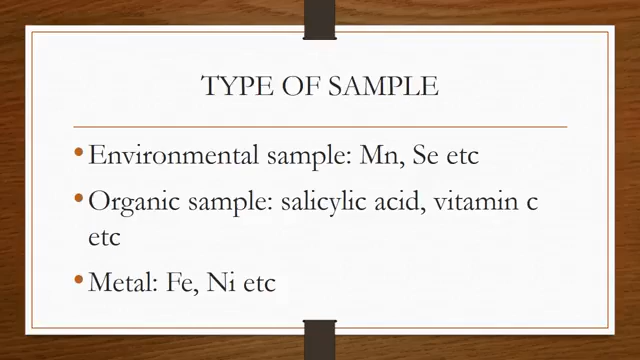 TYPE OF SAMPLE
•Environmental sample: Mn, Se etc
•Organic sample: salicylic acid, vitamin c
etc
•Metal: Fe, Ni etc